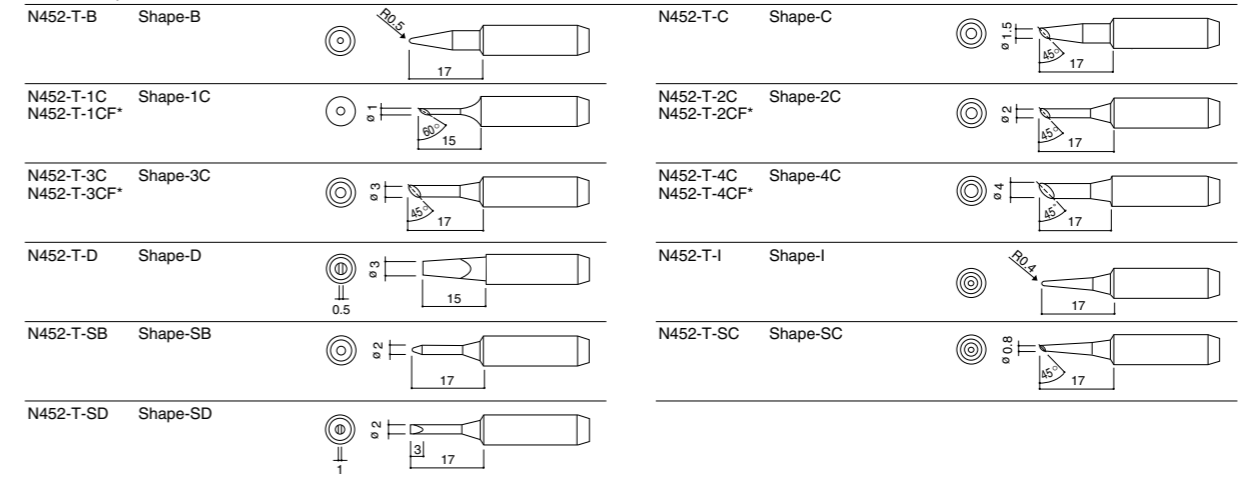 N452-T-B Shape-B
R0.5
17
N452-T-C Shape-C
ø 1.5
45°
17
N452-T-1C Shape-1C
N452-T-1CF*
ø 1
60°
15
N452-T-2C Shape-2C
N452-T-2CF*
ø 2
45°
17
N452-T-3C Shape-3C
N452-T-3CF*
ø 3
45°
17
N452-T-4C Shape-4C
N452-T-4CF*
ø 4
45°
17
N452-T-D Shape-D
ø 3
0.5
15
N452-T-I Shape-I
R0.4
17
N452-T-SB Shape-SB
ø 2
17
N452-T-SC Shape-SC
ø 0.8
45°
17
N452-T-SD Shape-SD
ø 2
1
3
17